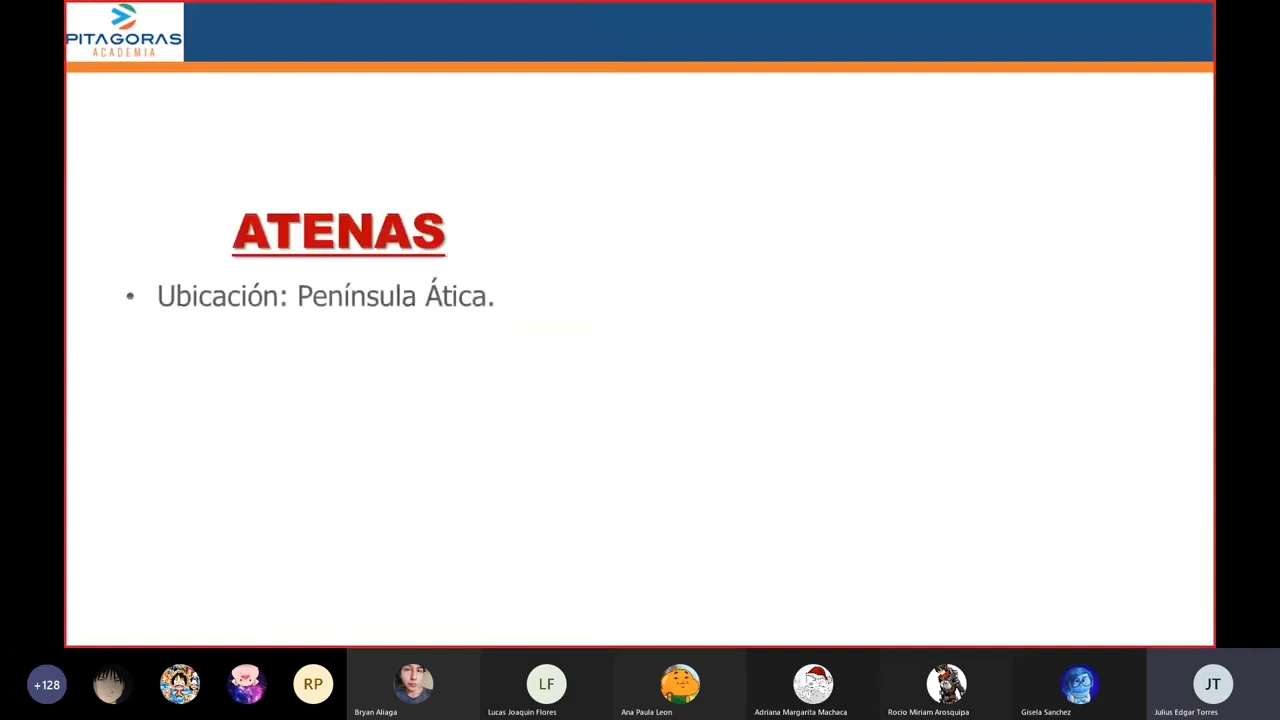 PITAGORAS
ACADEMIA
ATENAS
• Ubicación: Península Ática.
+128
RP
LF
JT
Bryan Aliaga
Lucas Joaquin Flores
Ana Paula Leon
Adriana Margarita Machaca
Rocio Miriam Arosquipa
Gisela Sanchez
Julius Edgar Torres